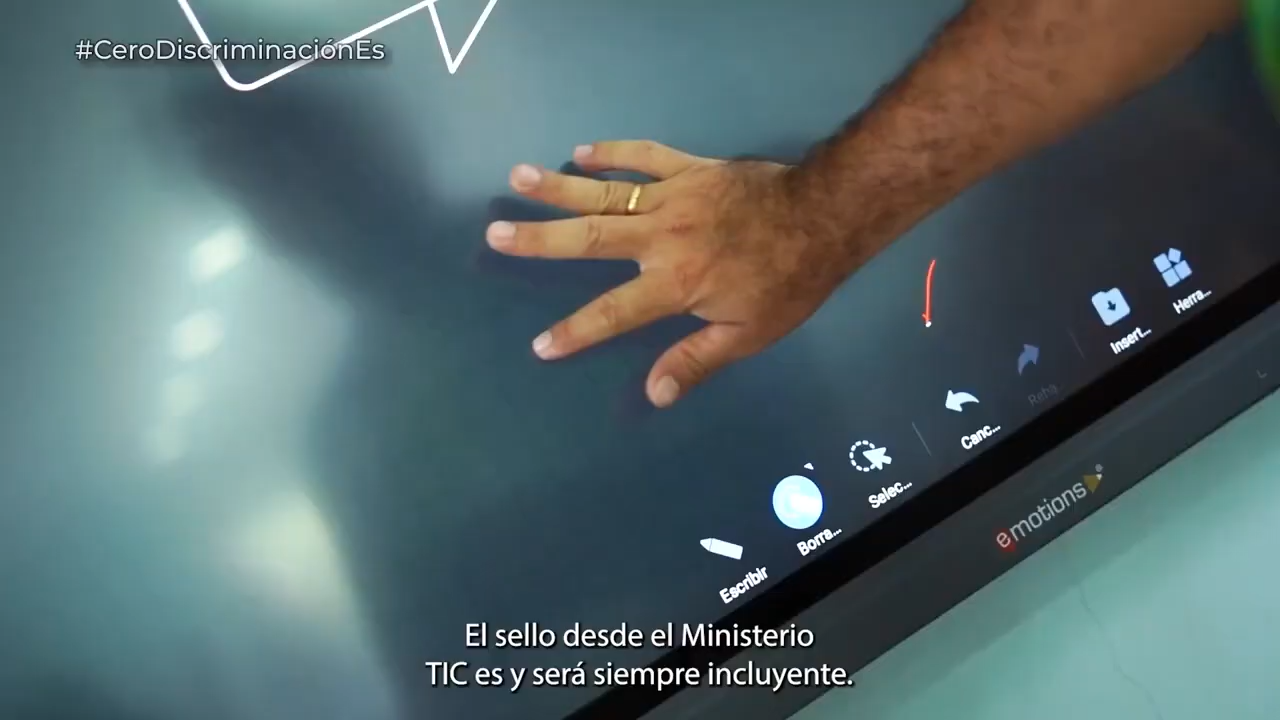 #CeroDiscriminaciónEs
Herra...
Insert...
Reha...
Canc...
Selec...
Borra...
Escribir
emotions
El sello desde el Ministerio
TIC es y será siempre incluyente.